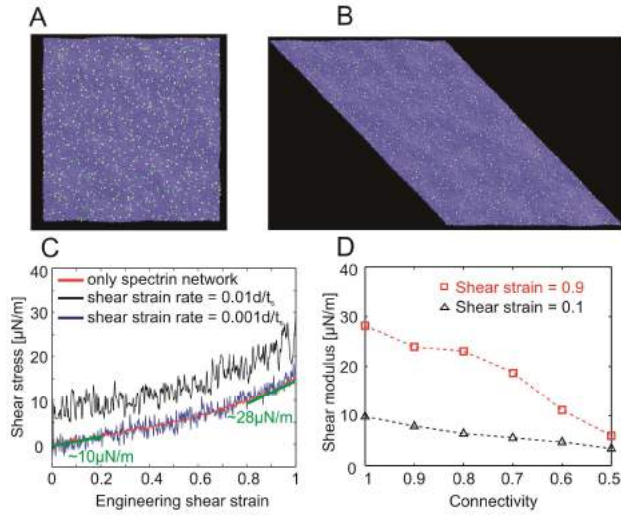 A
B
C
D
only spectrin network
shear strain rate = 0.01d/ts
shear strain rate = 0.001d/t
~28µN/m
~10µN/m
Shear stress [µN/m]
40
30
20
10
0
0
0.2
0.4
0.6
0.8
1
Engineering shear strain
Shear strain = 0.9
Shear strain = 0.1
Shear modulus [µN/m]
40
30
20
10
0
1
0.9
0.8
0.7
0.6
0.5
Connectivity